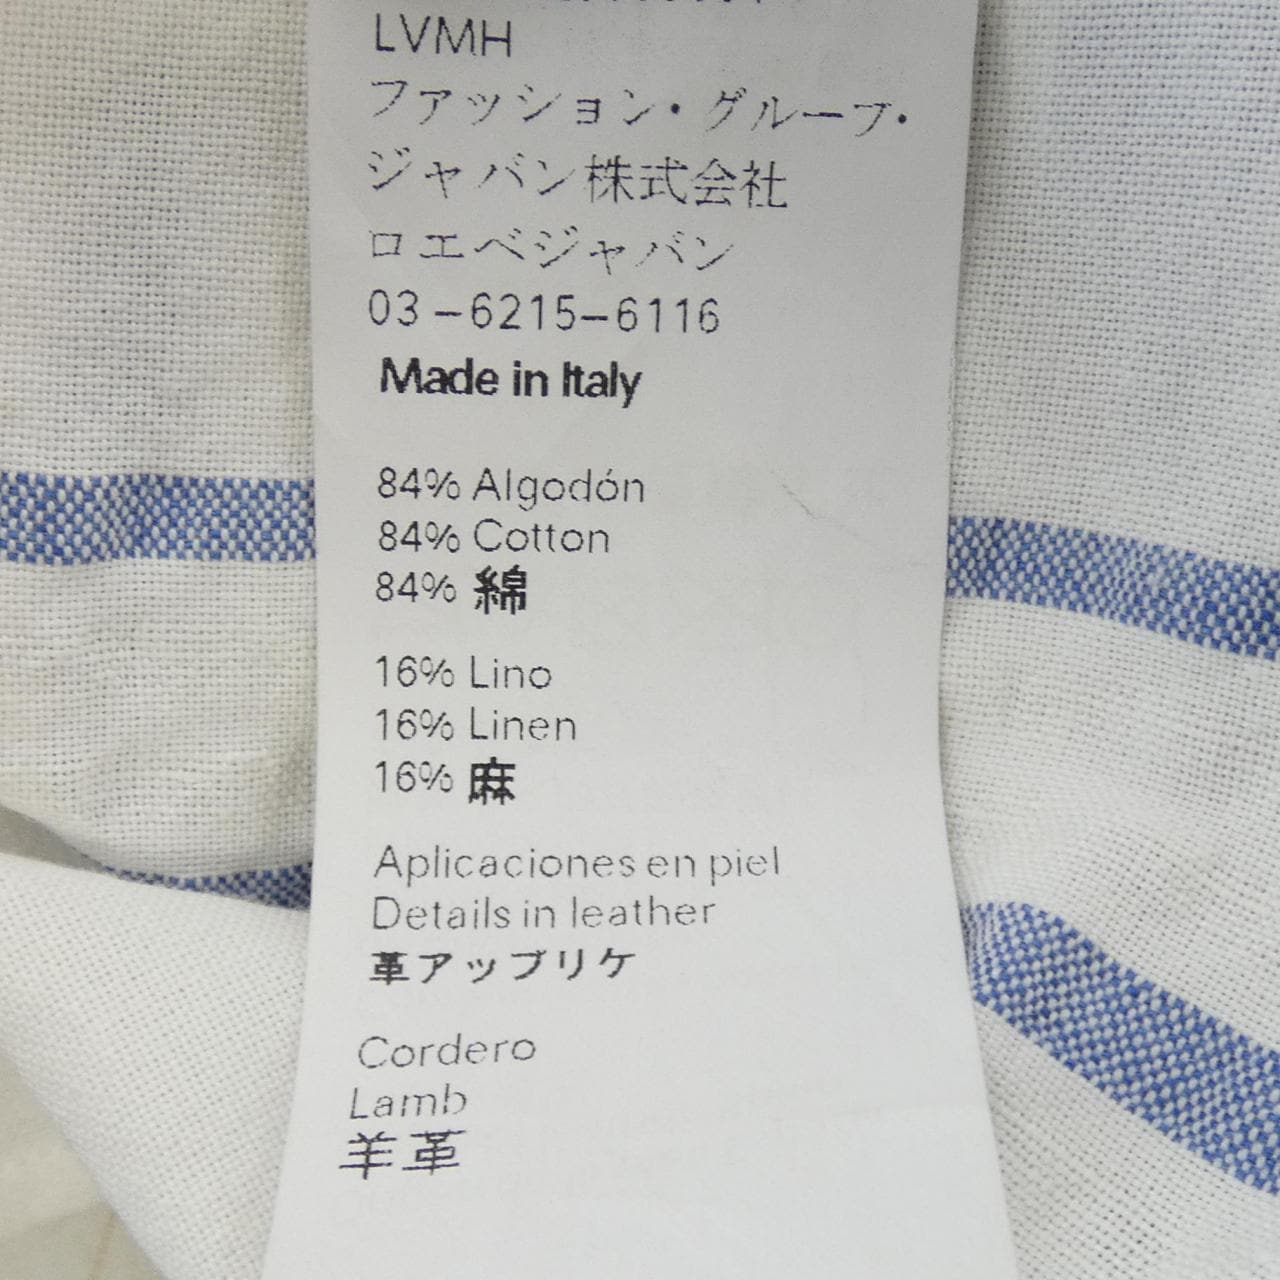 LVMH
ファッション・グループ・
ジャパン株式会社
ロエベジャパン
03-6215-6116
Made in Italy
84% Algodón
84% Cotton
84% 綿
16% Lino
16% Linen
16% 麻
Aplicaciones en piel
Details in leather
革アップリケ
Cordero
Lamb
羊革